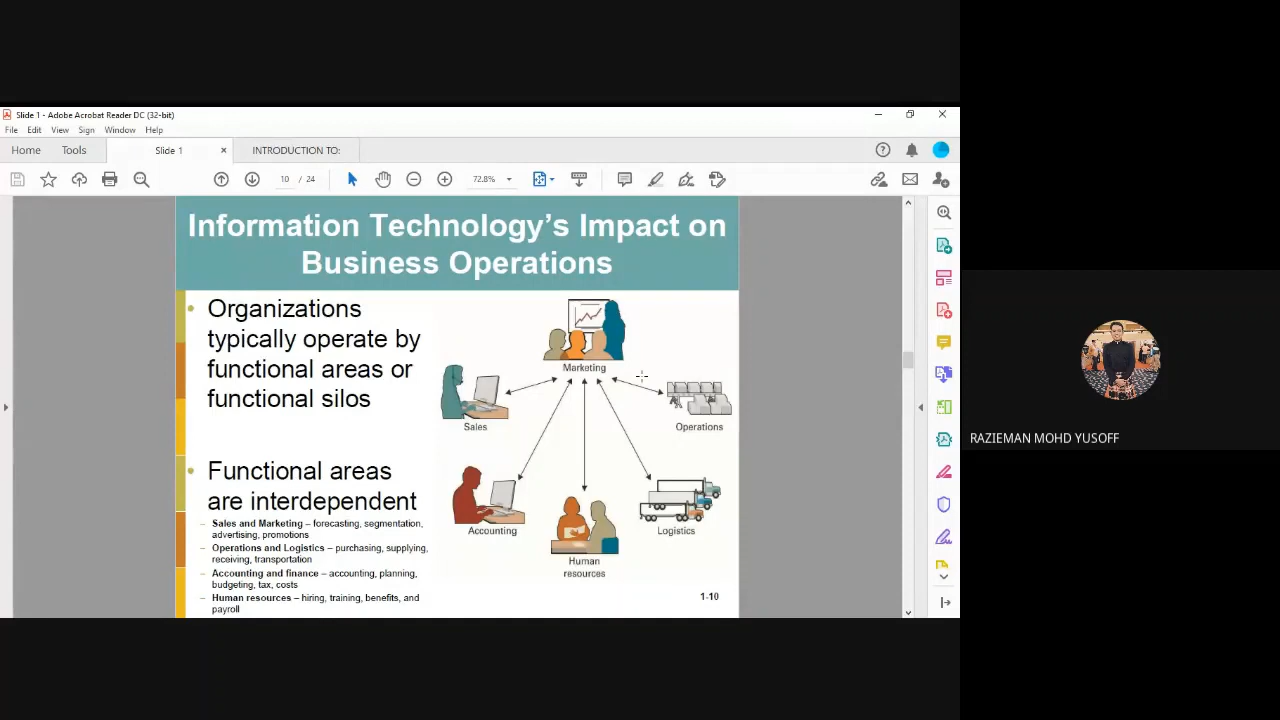 Slide 1 - Adobe Acrobat Reader DC (32-bit)
File Edit View Sign Window Help
Home Tools Slide 1 × INTRODUCTION TO:
10 / 24 72.8%
Information Technology's Impact on
Business Operations
• Organizations
typically operate by
functional areas or
functional silos
• Functional areas
are interdependent
– Sales and Marketing – forecasting, segmentation,
advertising, promotions
– Operations and Logistics – purchasing, supplying,
receiving, transportation
– Accounting and finance – accounting, planning,
budgeting, tax, costs
– Human resources – hiring, training, benefits, and
payroll
Marketing
Sales
Operations
Accounting
Logistics
Human
resources
1-10
RAZIEMAN MOHD YUSOFF